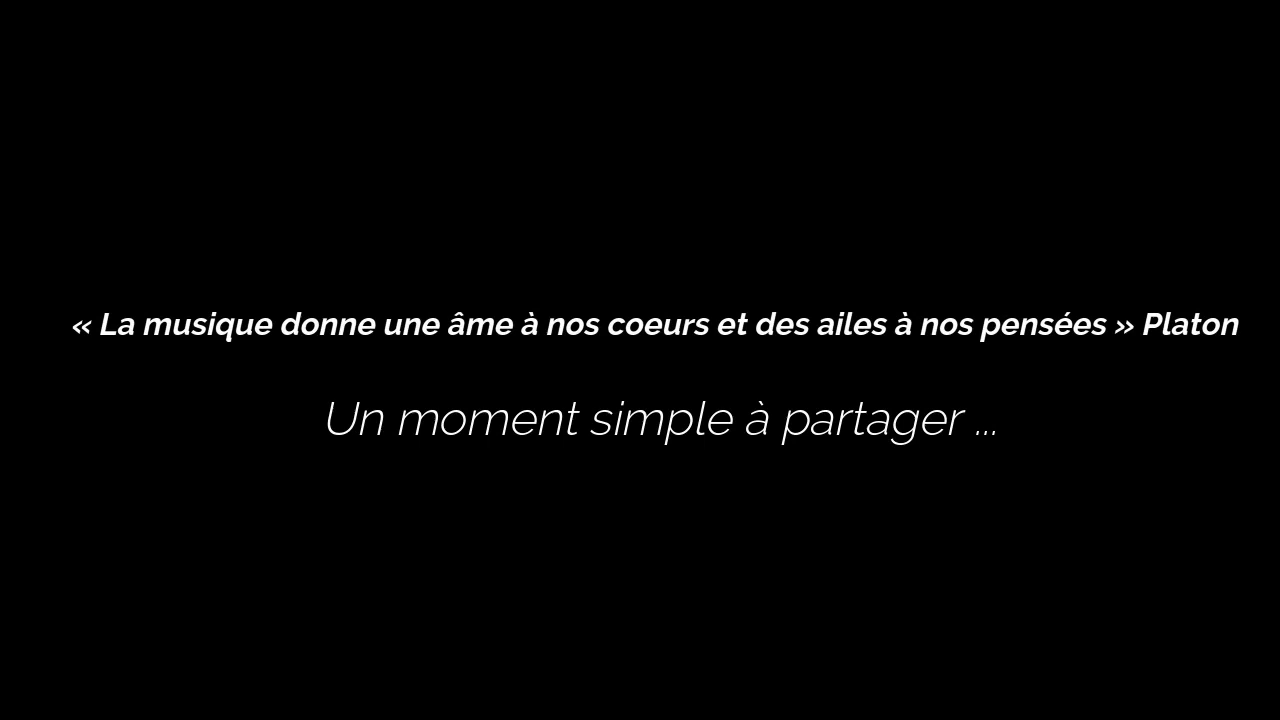 « La musique donne une âme à nos coeurs et des ailes à nos pensées » Platon
Un moment simple à partager ...